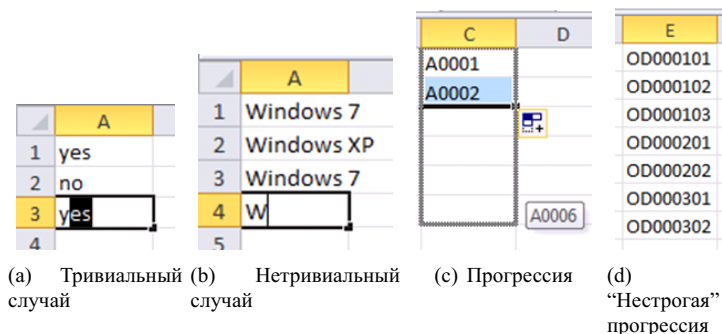 A
1 yes
2 no
3 yes
4
A
1 Windows 7
2 Windows XP
3 Windows 7
4 W
5
C D
A0001
A0002
A0006
E
OD000101
OD000102
OD000103
OD000201
OD000202
OD000301
OD000302
(a) Тривиальный случай
(b) Нетривиальный случай
(c) Прогрессия
(d)
“Нестрогая”
прогрессия